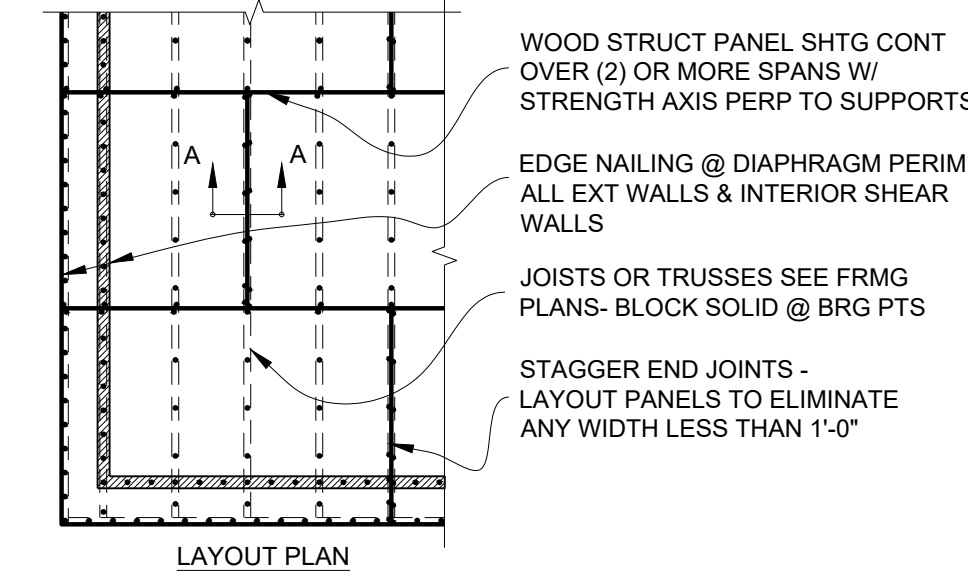 WOOD STRUCT PANEL SHTG CONT
OVER (2) OR MORE SPANS W/
STRENGTH AXIS PERP TO SUPPORTS
A A
EDGE NAILING @ DIAPHRAGM PERIM
ALL EXT WALLS & INTERIOR SHEAR
WALLS
JOISTS OR TRUSSES SEE FRMG
PLANS- BLOCK SOLID @ BRG PTS
STAGGER END JOINTS -
LAYOUT PANELS TO ELIMINATE
ANY WIDTH LESS THAN 1'-0"
LAYOUT PLAN